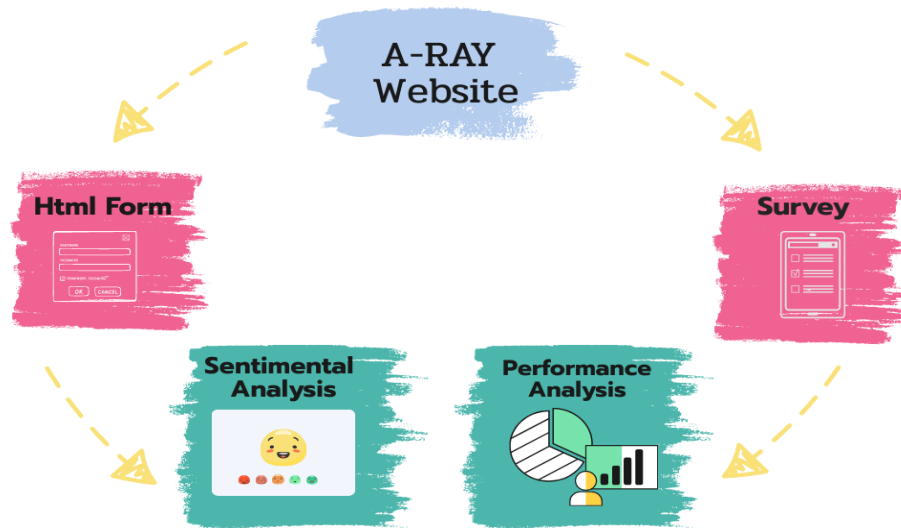 A-RAY
Website
Html Form
OK
CANCEL
Survey
Sentimental
Analysis
Performance
Analysis